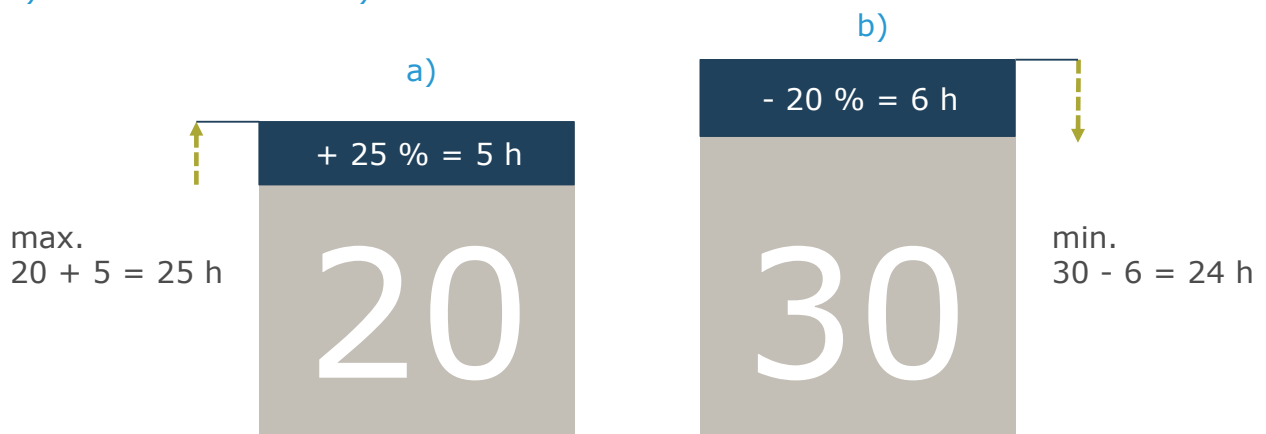 a)
+ 25 % = 5 h
max.
20 + 5 = 25 h
20
b)
- 20 % = 6 h
min.
30 - 6 = 24 h
30